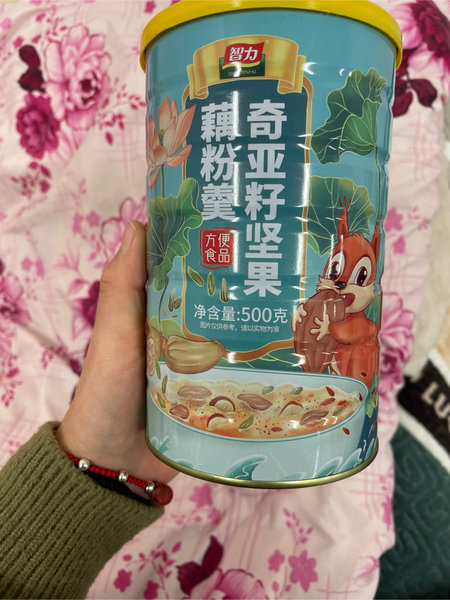 智力
奇亚籽坚果
藕粉羹
方便
食品
净含量:500克
图片仅供参考，请以实物为准
LU